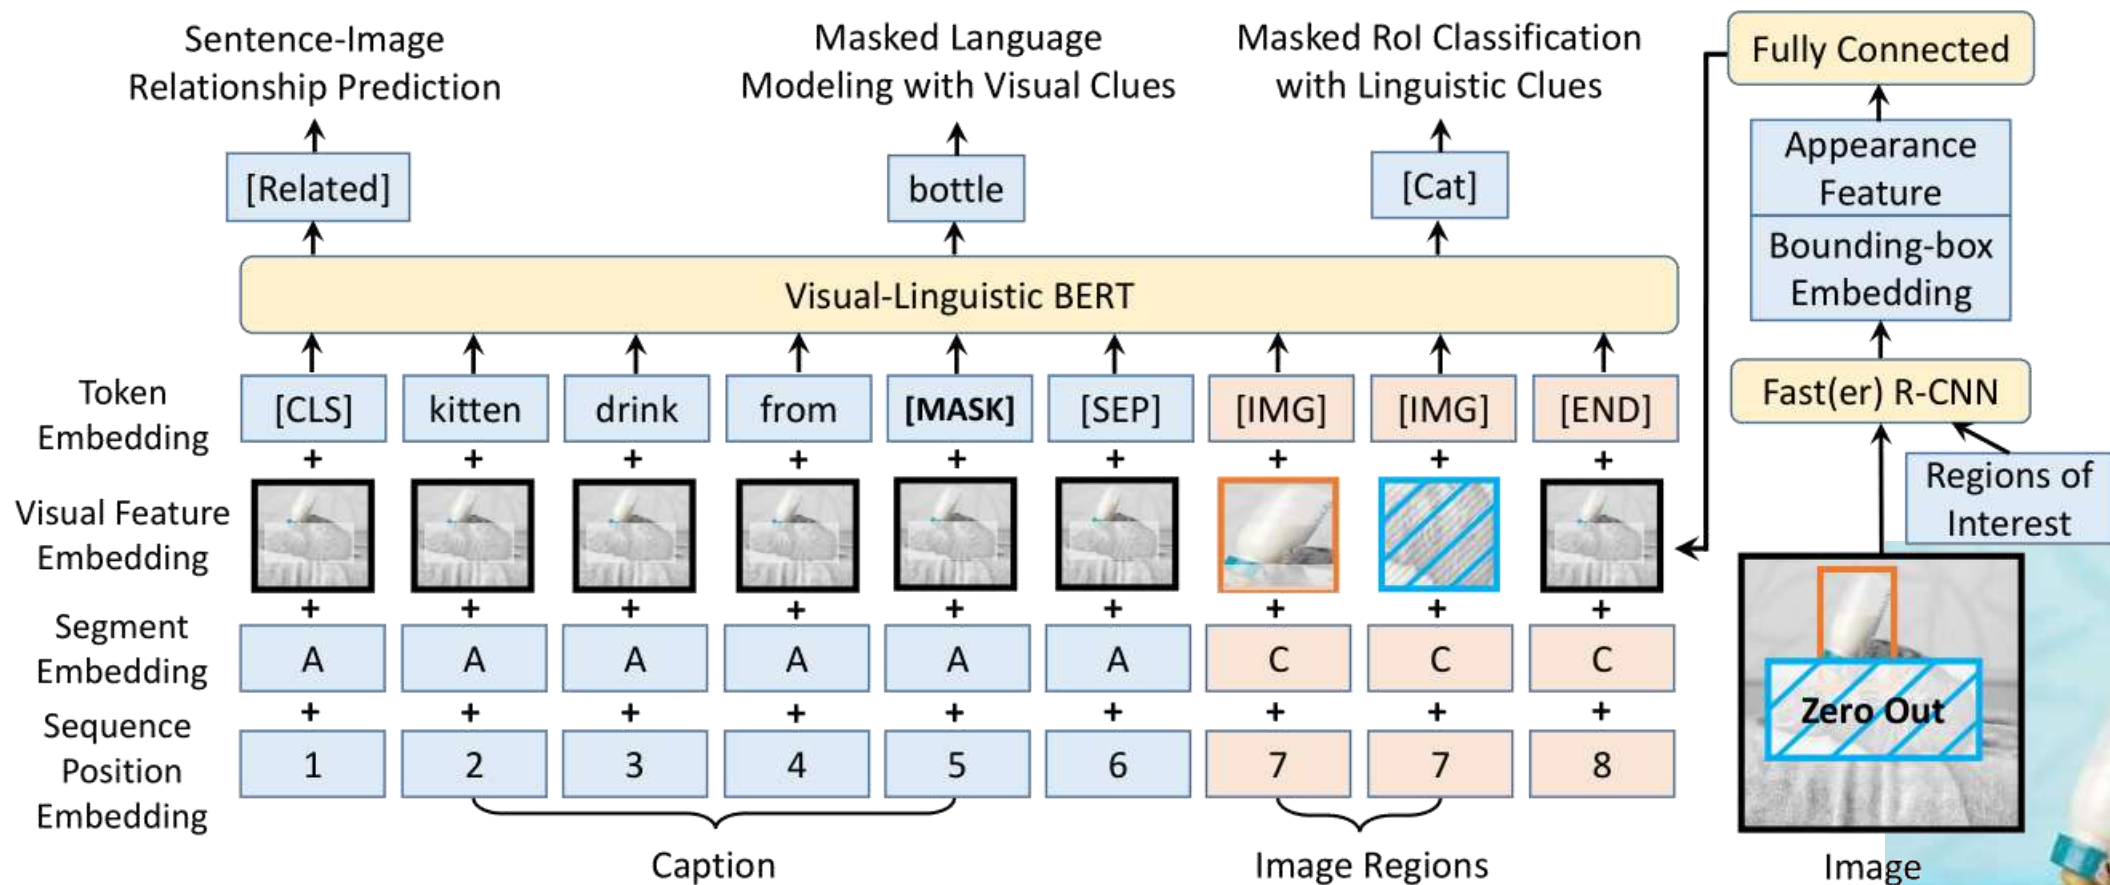 Sentence-Image
Relationship Prediction
Masked Language
Modeling with Visual Clues
Masked RoI Classification
with Linguistic Clues
Fully Connected
[Related]
bottle
[Cat]
Appearance
Feature
Bounding-box
Embedding
Visual-Linguistic BERT
Fast(er) R-CNN
Token
Embedding
[CLS] kitten drink from [MASK] [SEP] [IMG] [IMG] [END]
+ + + + + + + + +
Regions of
Interest
Visual Feature
Embedding
+ + + + + + + + +
Segment
Embedding
A A A A A A C C C
+ + + + + + + + +
Zero Out
Sequence
Position
Embedding
1 2 3 4 5 6 7 7 8
Caption
Image Regions
Image